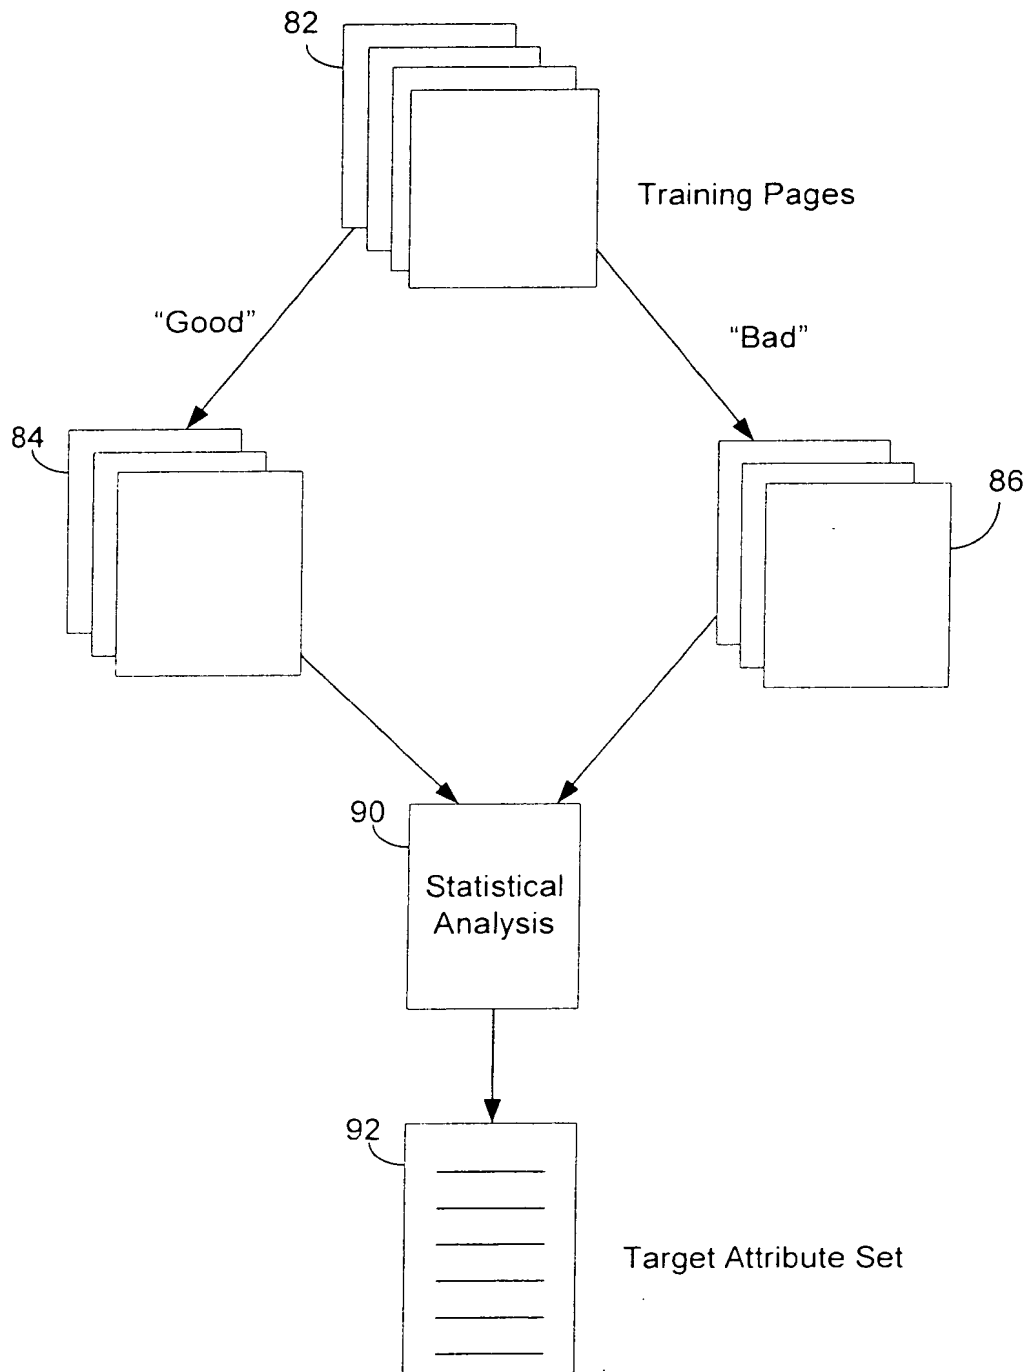 82
Training Pages
“Good”
“Bad”
84
86
90
Statistical
Analysis
92
Target Attribute Set